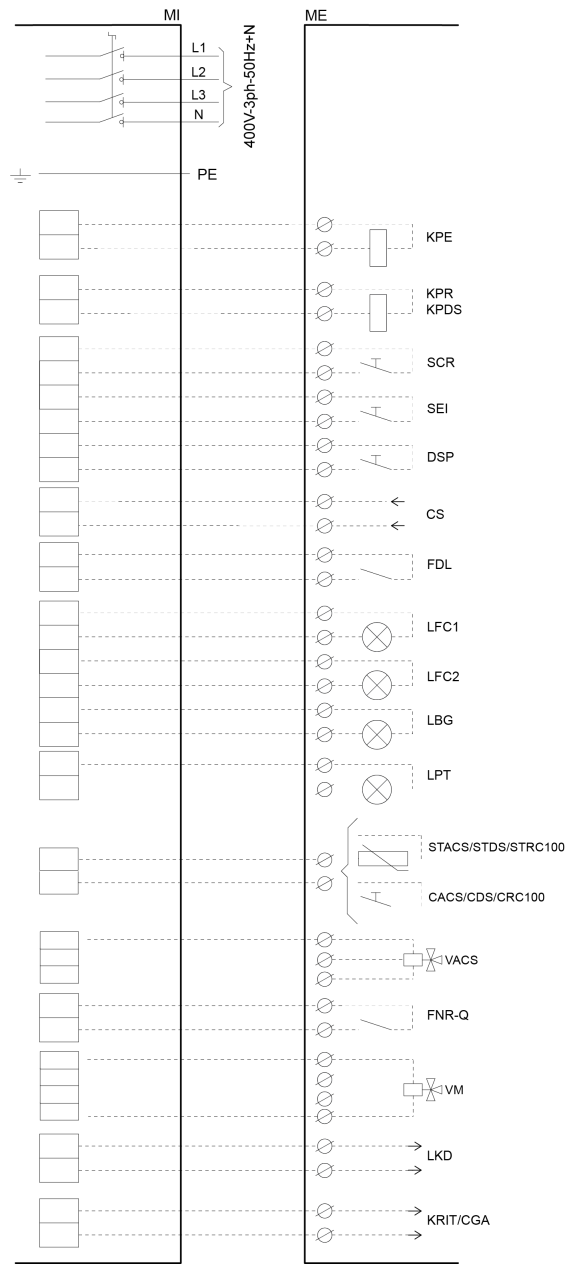 MI
ME
L1
L2
L3
N
400V-3ph-50Hz+N
PE
KPE
KPR
KPDS
SCR
SEI
DSP
CS
FDL
LFC1
LFC2
LBG
LPT
STACS/STDS/STRC100
CACS/CDS/CRC100
VACS
FNR-Q
VM
LKD
KRIT/CGA